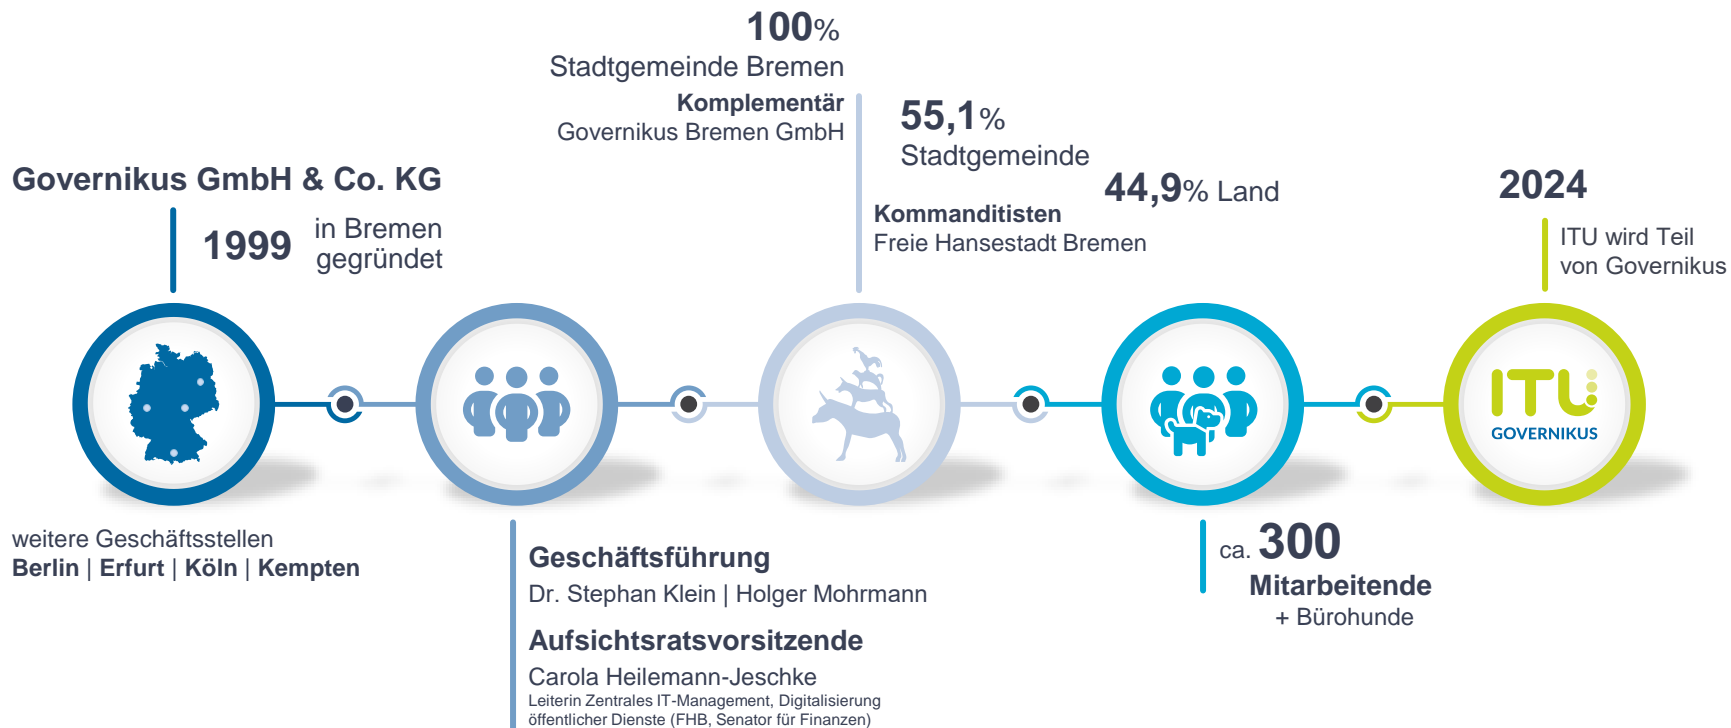 Governikus GmbH & Co. KG
1999
in Bremen
gegründet
weitere Geschäftsstellen
Berlin | Erfurt | Köln | Kempten
Geschäftsführung
Dr. Stephan Klein | Holger Mohrmann
Aufsichtsratsvorsitzende
Carola Heilemann-Jeschke
Leiterin Zentrales IT-Management, Digitalisierung
öffentlicher Dienste (FHB, Senator für Finanzen)
100%
Stadtgemeinde Bremen
Komplementär
Governikus Bremen GmbH
55,1%
Stadtgemeinde
44,9% Land
Kommanditisten
Freie Hansestadt Bremen
ca. 300
Mitarbeitende
+ Bürohunde
2024
ITU wird Teil
von Governikus
ITU
GOVERNIKUS